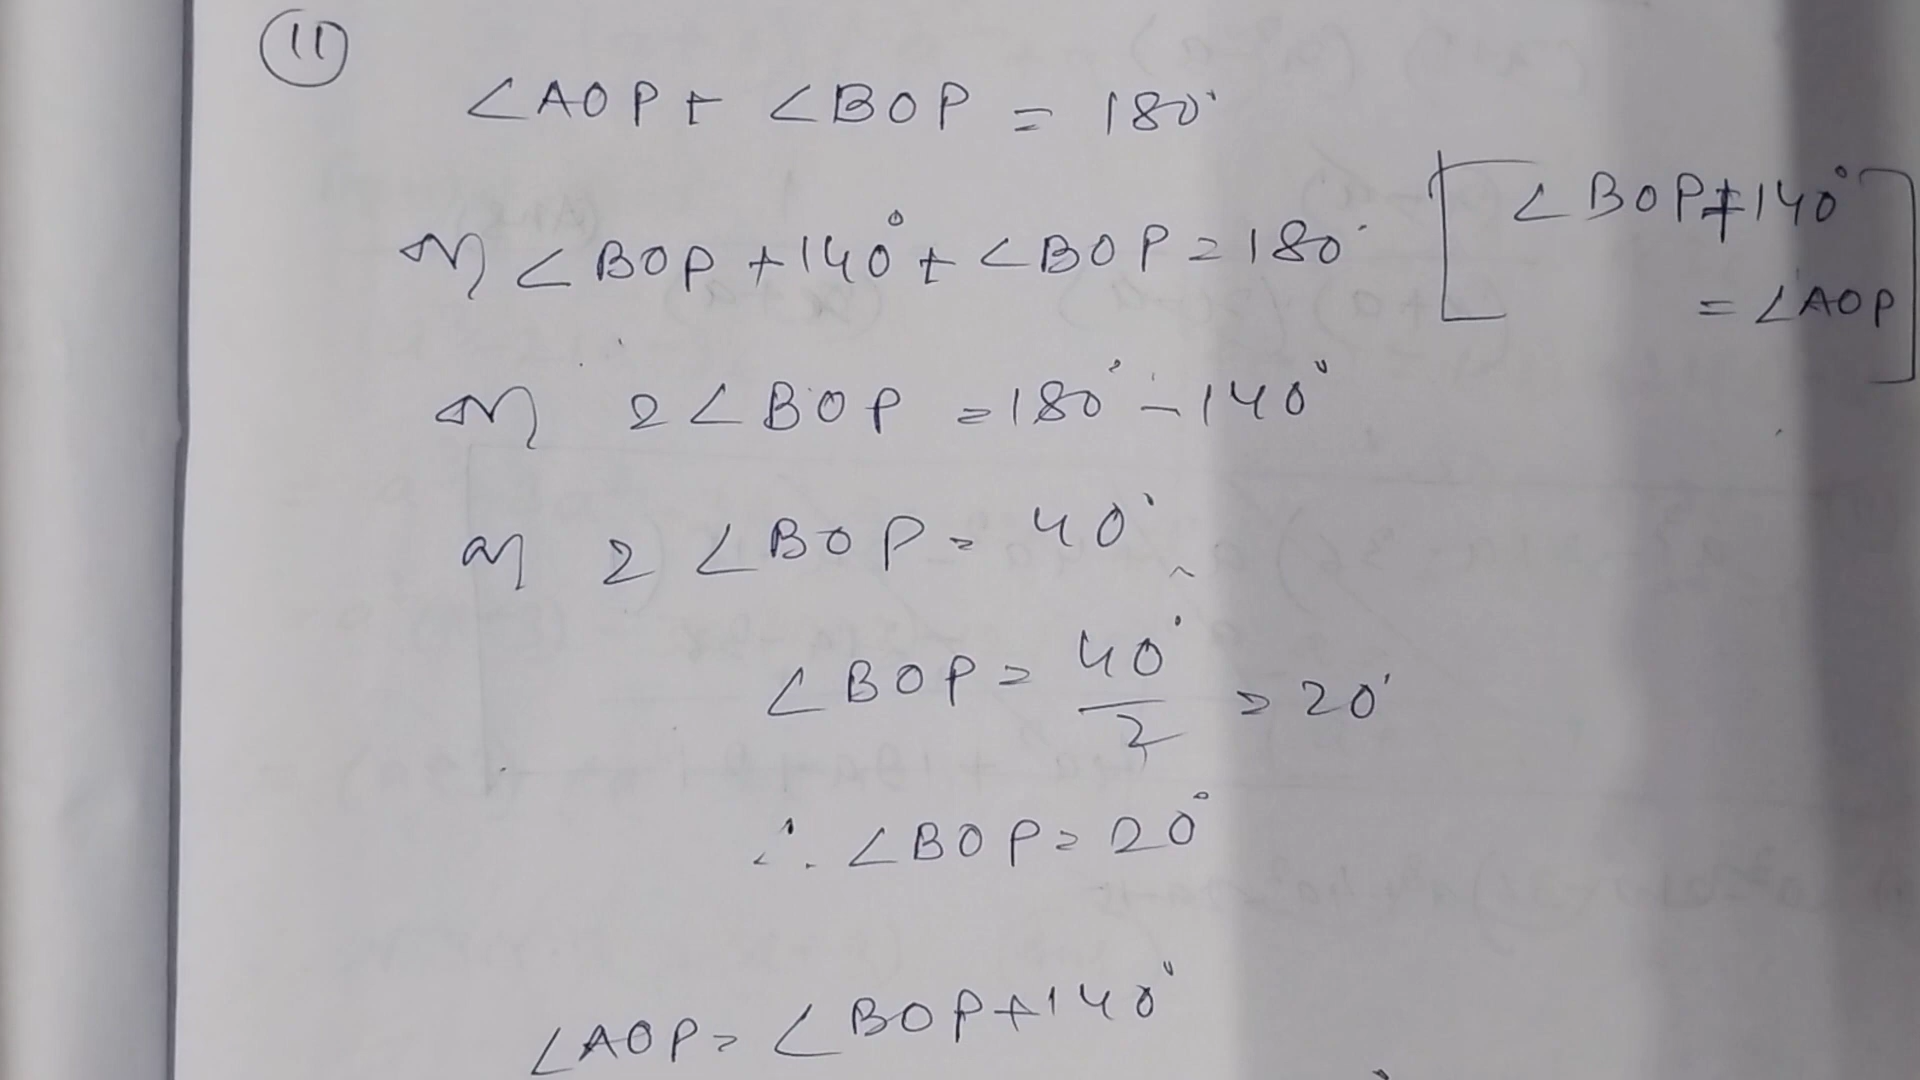 11
∠AOP + ∠BOP = 180°
বা ∠BOP + 140° + ∠BOP = 180° [∠BOP + 140°
= ∠AOP]
বা 2∠BOP = 180° - 140°
বা 2∠BOP = 40°
∠BOP = 40°/2 = 20°
∴ ∠BOP = 20°
∠AOP = ∠BOP + 140°